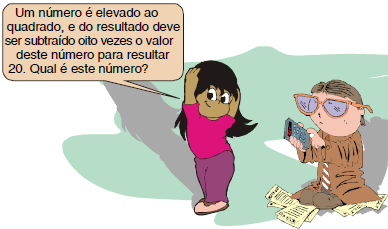 Um número é elevado ao
quadrado, e do resultado deve
ser subtraído oito vezes o valor
deste número para resultar
20. Qual é este número?